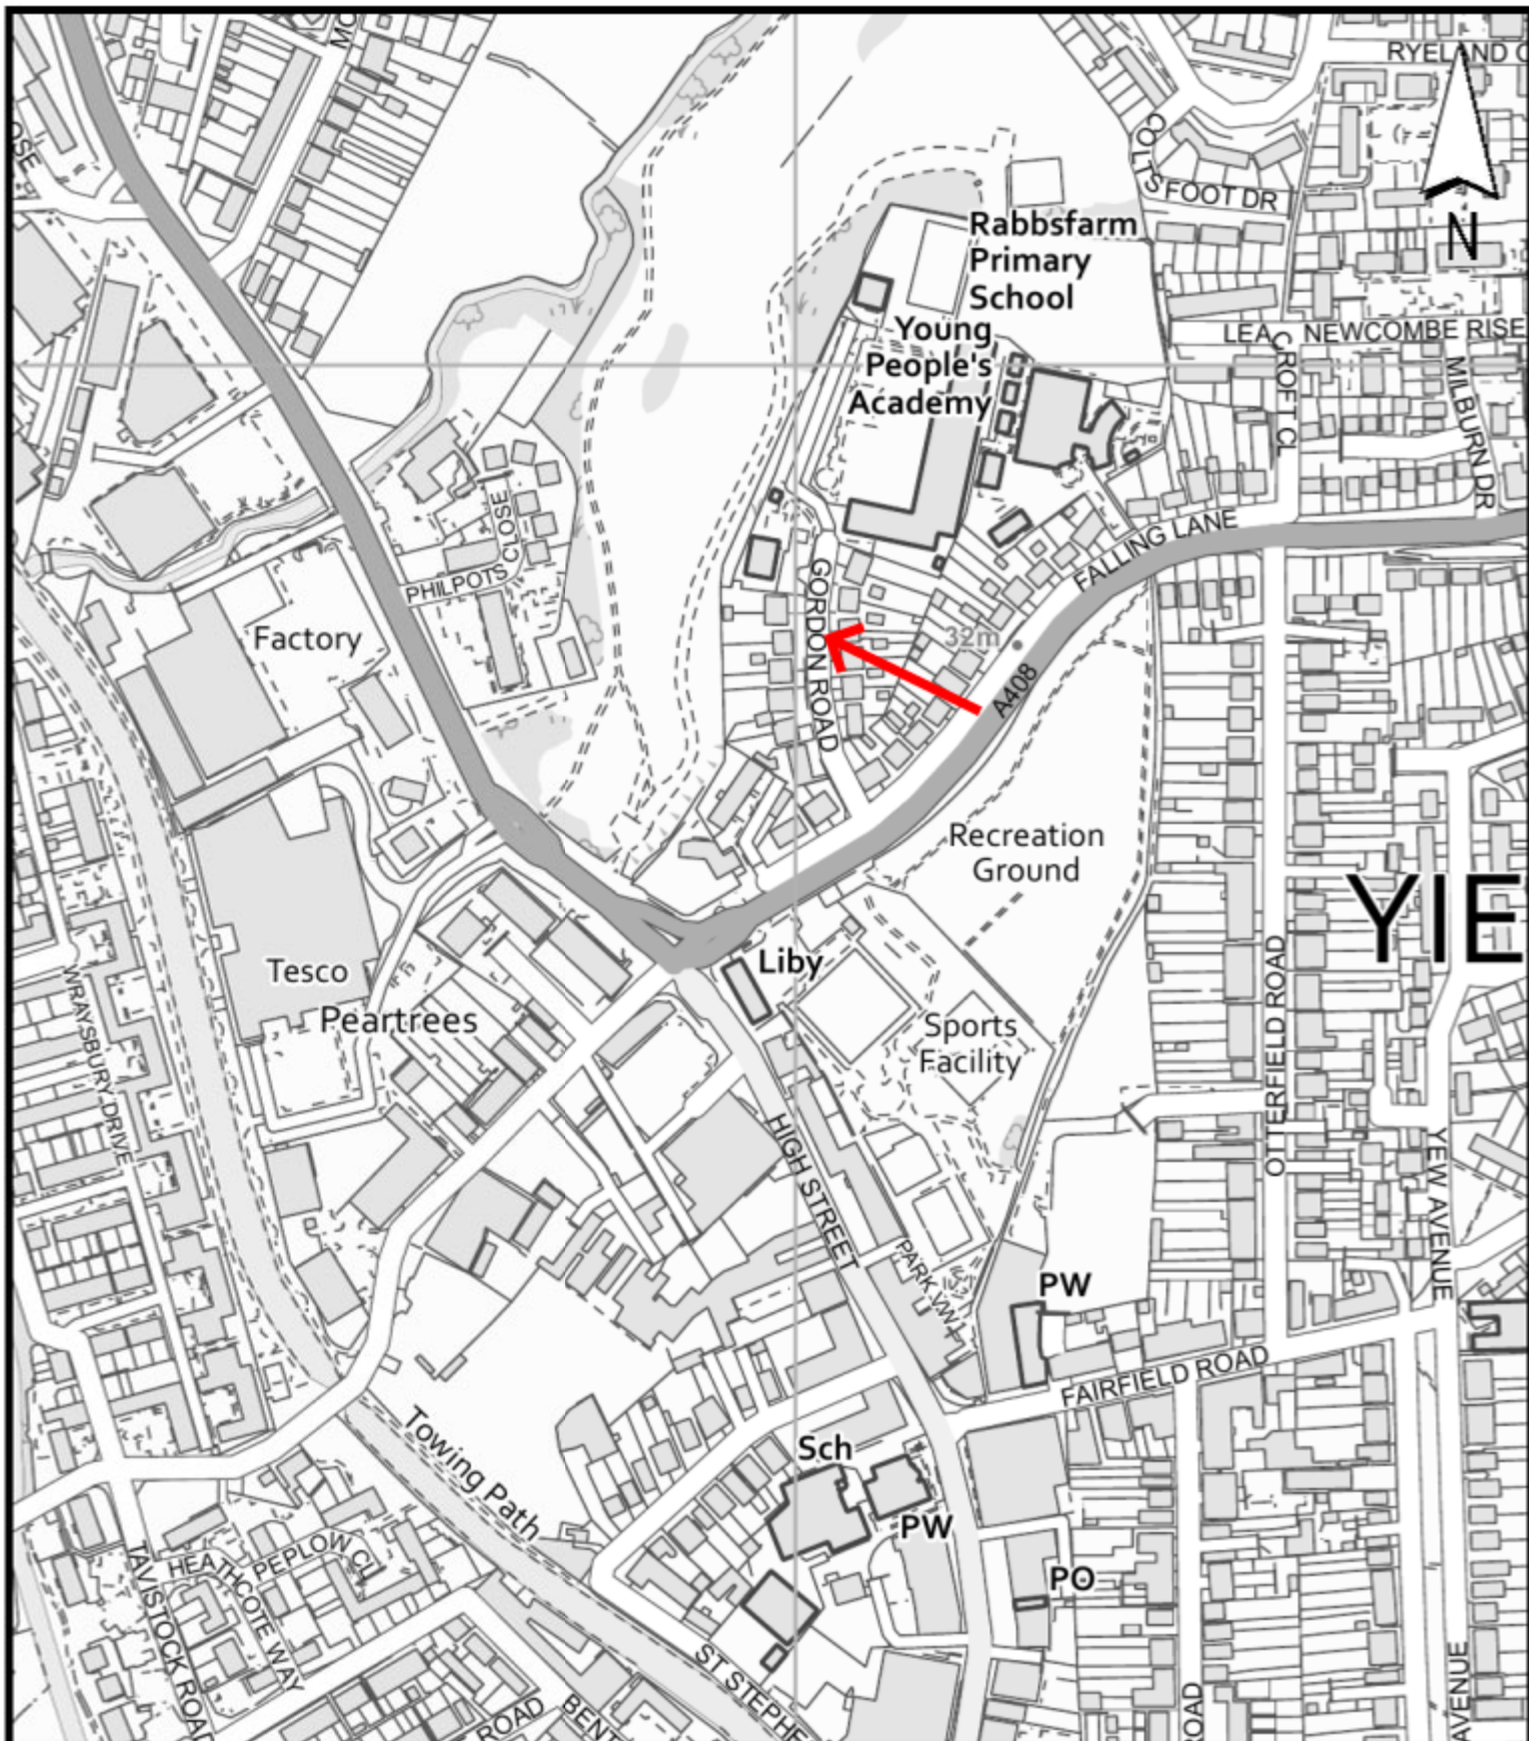 RYELAND C
COLTS FOOT DR
N
Rabbsfarm
Primary
School
Young
People's
Academy
LEA
CROFT CL
NEWCOMBE RISE
MILBURN DR
FALLING LANE
PHILPOTS CLOSE
GORDON ROAD
Factory
32m
A408
Recreation
Ground
YIE
Liby
Tesco
Peartrees
WRAYSBURY DRIVE
Sports
Facility
OTTERFIELD ROAD
HIGH STREET
YEW AVENUE
PARK VW
PW
FAIRFIELD ROAD
Towing Path
Sch
PW
PO
PEPLOW CL
HEATHCOTE WAY
TAVISTOCK ROAD
ST STEPHE
ROAD
BENT
ROAD
AVENUE